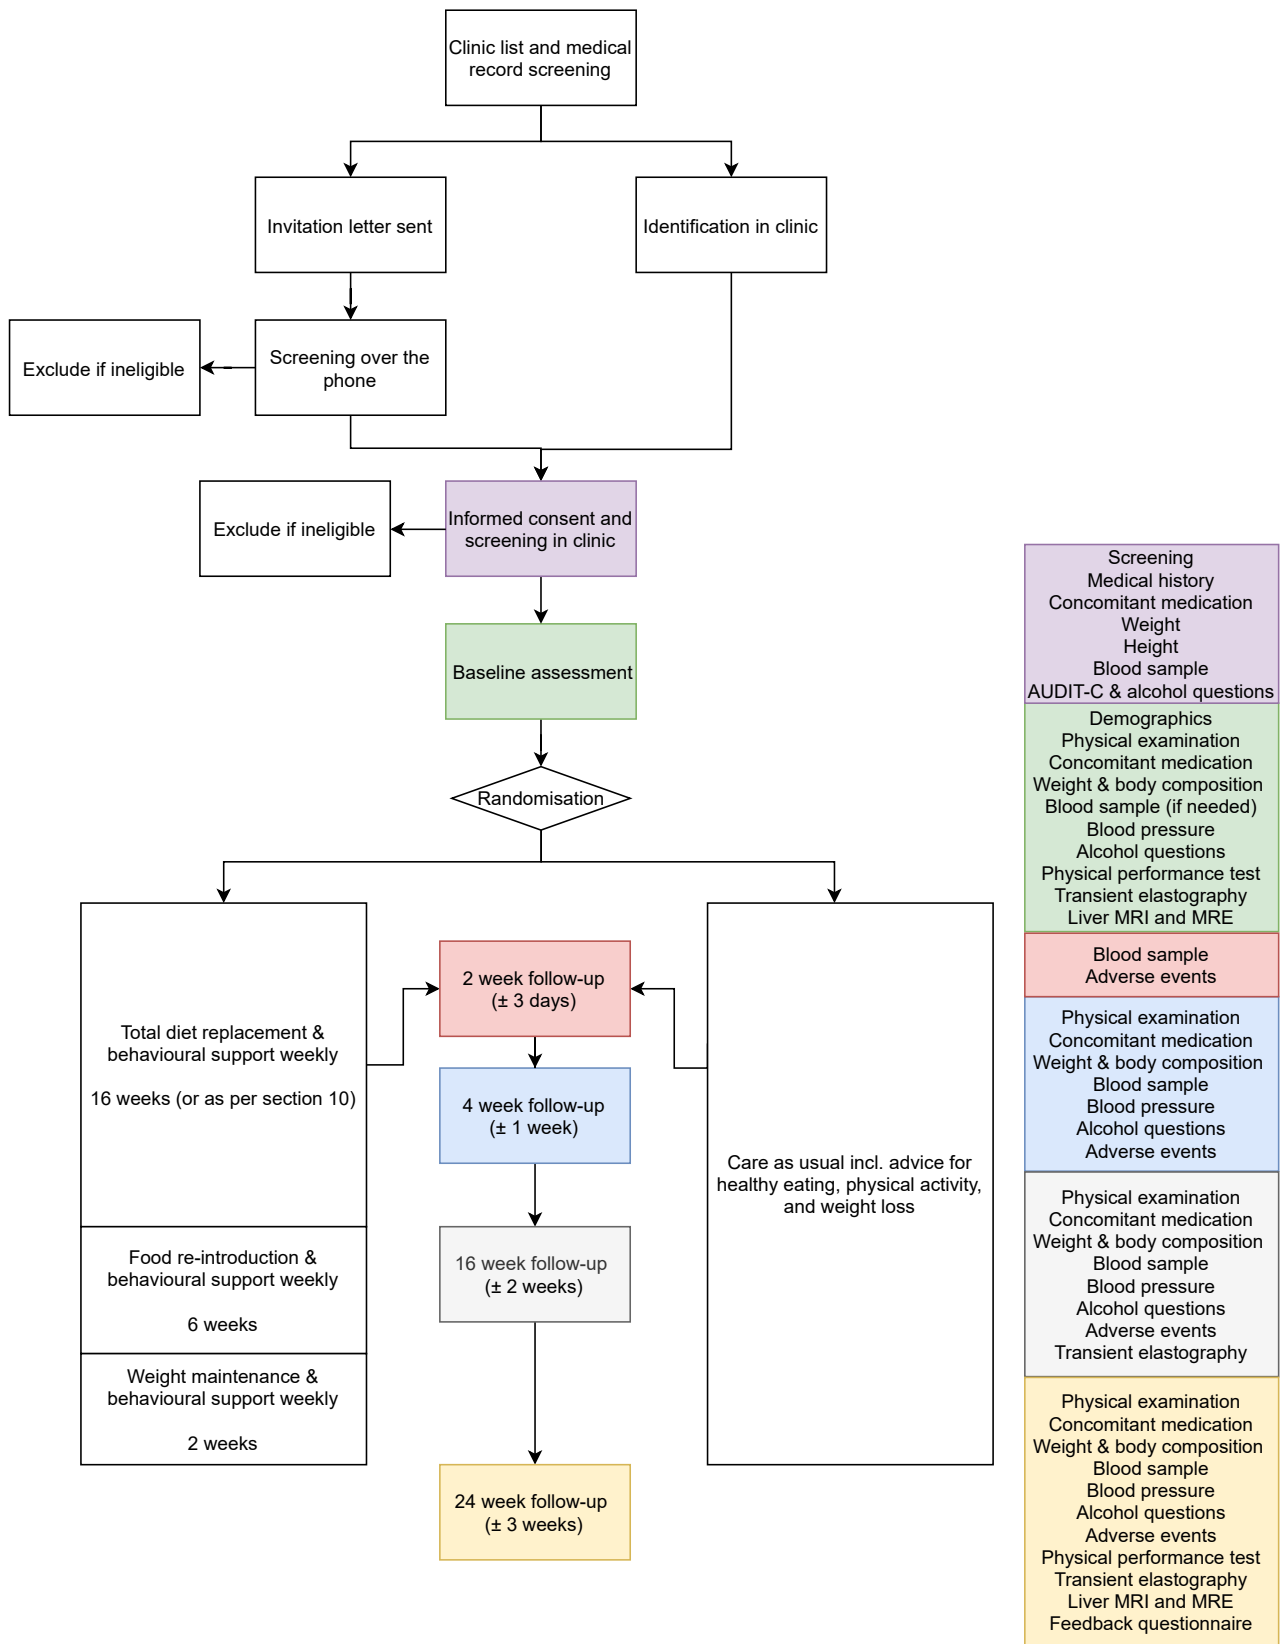 Clinic list and medical
record screening
Invitation letter sent
Identification in clinic
Exclude if ineligible
Screening over the
phone
Exclude if ineligible
Informed consent and
screening in clinic
Baseline assessment
Randomisation
Total diet replacement &
behavioural support weekly
16 weeks (or as per section 10)
Food re-introduction &
behavioural support weekly
6 weeks
Weight maintenance &
behavioural support weekly
2 weeks
2 week follow-up
(± 3 days)
4 week follow-up
(± 1 week)
16 week follow-up
(± 2 weeks)
24 week follow-up
(± 3 weeks)
Care as usual incl. advice for
healthy eating, physical activity,
and weight loss
Screening
Medical history
Concomitant medication
Weight
Height
Blood sample
AUDIT-C & alcohol questions
Demographics
Physical examination
Concomitant medication
Weight & body composition
Blood sample (if needed)
Blood pressure
Alcohol questions
Physical performance test
Transient elastography
Liver MRI and MRE
Blood sample
Adverse events
Physical examination
Concomitant medication
Weight & body composition
Blood sample
Blood pressure
Alcohol questions
Adverse events
Physical examination
Concomitant medication
Weight & body composition
Blood sample
Blood pressure
Alcohol questions
Adverse events
Transient elastography
Physical examination
Concomitant medication
Weight & body composition
Blood sample
Blood pressure
Alcohol questions
Adverse events
Physical performance test
Transient elastography
Liver MRI and MRE
Feedback questionnaire